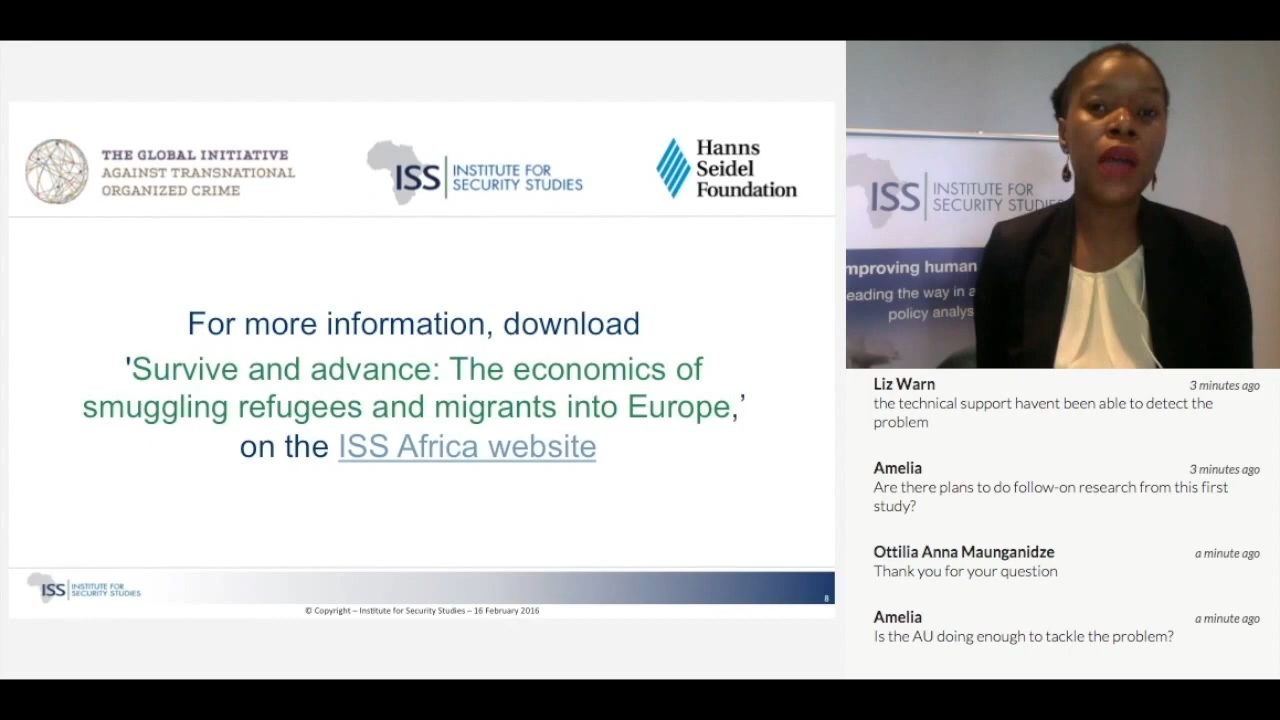 THE GLOBAL INITIATIVE
AGAINST TRANSNATIONAL
ORGANIZED CRIME
ISS
INSTITUTE FOR
SECURITY STUDIES
Hanns
Seidel
Foundation
For more information, download
'Survive and advance: The economics of
smuggling refugees and migrants into Europe,’
on the ISS Africa website
ISS
INSTITUTE FOR
SECURITY STUDIES
8
© Copyright – Institute for Security Studies – 16 February 2016
ISS
INSTITUTE FOR
SECURITY STUDIES
mproving human
eading the way in a
policy analys
Liz Warn 3 minutes ago
the technical support havent been able to detect the
problem
Amelia 3 minutes ago
Are there plans to do follow-on research from this first
study?
Ottilia Anna Maunganidze a minute ago
Thank you for your question
Amelia a minute ago
Is the AU doing enough to tackle the problem?